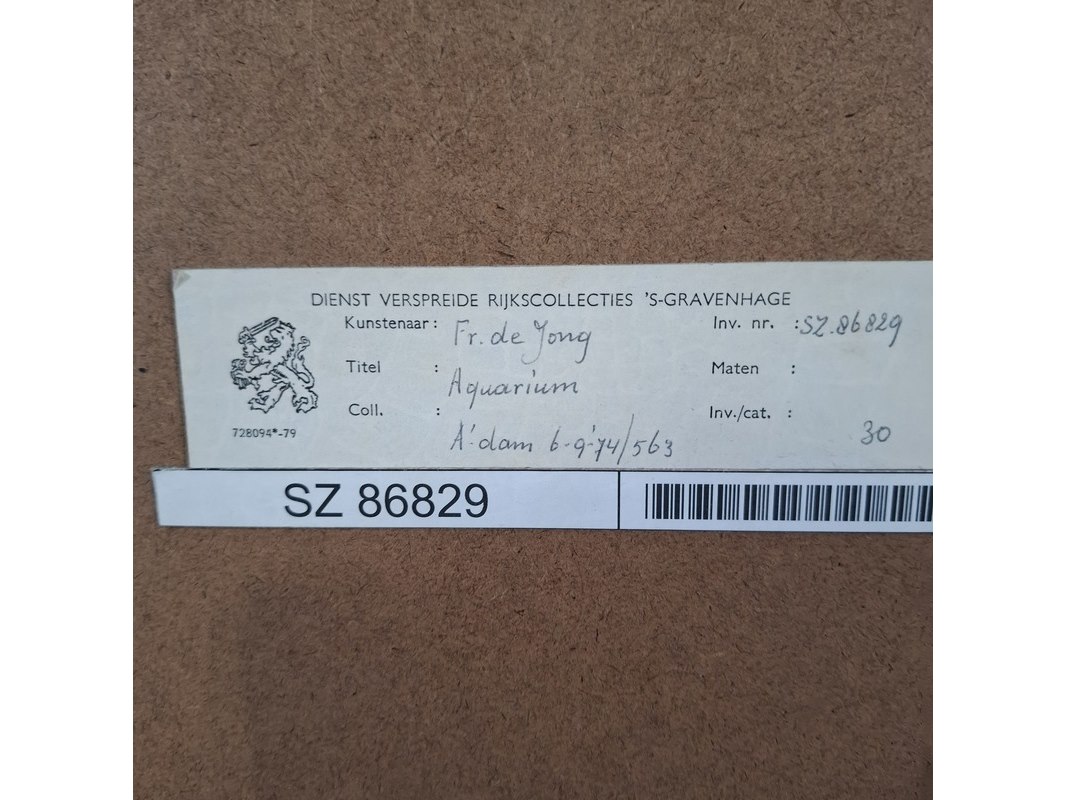 DIENST VERSPREIDE RIJKSCOLLECTIES 'S-GRAVENHAGE
Kunstenaar: Fr. de Jong Inv. nr. : SZ.86829
Titel : Aquarium Maten :
Coll. : A'dam 6-9-'74/563 Inv./cat. : 30
728094*-79
SZ 86829